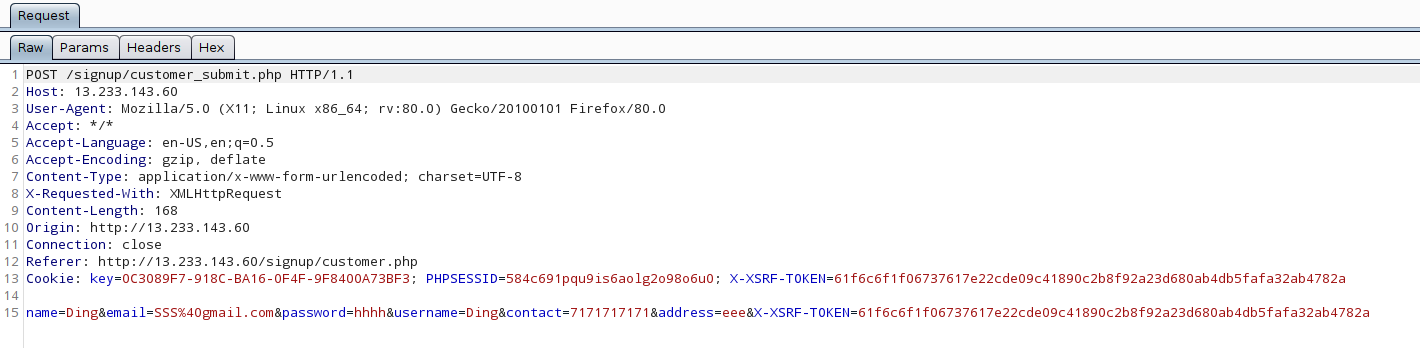 Request
Raw Params Headers Hex
1 POST /signup/customer_submit.php HTTP/1.1
2 Host: 13.233.143.60
3 User-Agent: Mozilla/5.0 (X11; Linux x86_64; rv:80.0) Gecko/20100101 Firefox/80.0
4 Accept: */*
5 Accept-Language: en-US,en;q=0.5
6 Accept-Encoding: gzip, deflate
7 Content-Type: application/x-www-form-urlencoded; charset=UTF-8
8 X-Requested-With: XMLHttpRequest
9 Content-Length: 168
10 Origin: http://13.233.143.60
11 Connection: close
12 Referer: http://13.233.143.60/signup/customer.php
13 Cookie: key=0C3089F7-918C-BA16-0F4F-9F8400A73BF3; PHPSESSID=584c691pqu9is6aolg2o98o6u0; X-XSRF-TOKEN=61f6c6f1f06737617e22cde09c41890c2b8f92a23d680ab4db5fafa32ab4782a
14
15 name=Ding&email=SSS%40gmail.com&password=hhhh&username=Ding&contact=7171717171&address=eee&X-XSRF-TOKEN=61f6c6f1f06737617e22cde09c41890c2b8f92a23d680ab4db5fafa32ab4782a